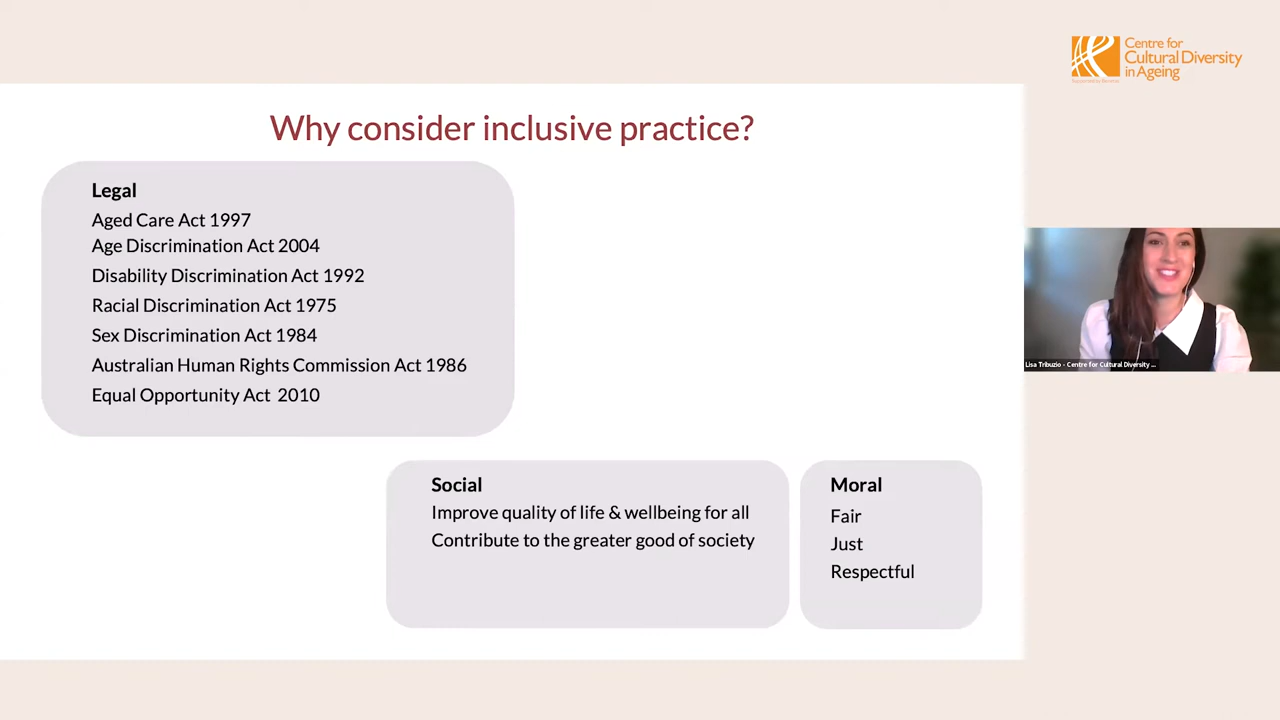 Centre for
Cultural Diversity
in Ageing
Why consider inclusive practice?
Legal
Aged Care Act 1997
Age Discrimination Act 2004
Disability Discrimination Act 1992
Racial Discrimination Act 1975
Sex Discrimination Act 1984
Australian Human Rights Commission Act 1986
Equal Opportunity Act 2010
Lisa Tribuzio - Centre for Cultural Diversity ...
Social
Improve quality of life & wellbeing for all
Contribute to the greater good of society
Moral
Fair
Just
Respectful